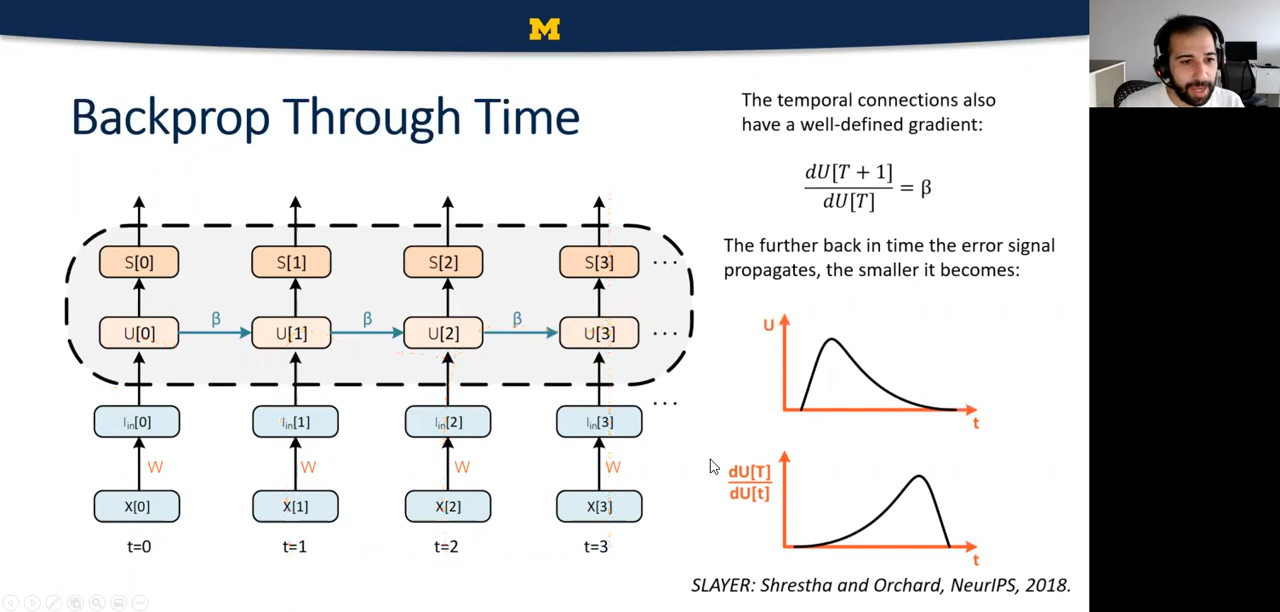 M
Backprop Through Time
The temporal connections also
have a well-defined gradient:
dU[T + 1]
dU[T]
= β
The further back in time the error signal
propagates, the smaller it becomes:
S[0] S[1] S[2] S[3] ...
β β β
U[0] U[1] U[2] U[3] ...
...
I_in[0] I_in[1] I_in[2] I_in[3]
W W W W
X[0] X[1] X[2] X[3]
t=0 t=1 t=2 t=3
U
t
dU[T]
dU[t]
t
SLAYER: Shrestha and Orchard, NeurIPS, 2018.